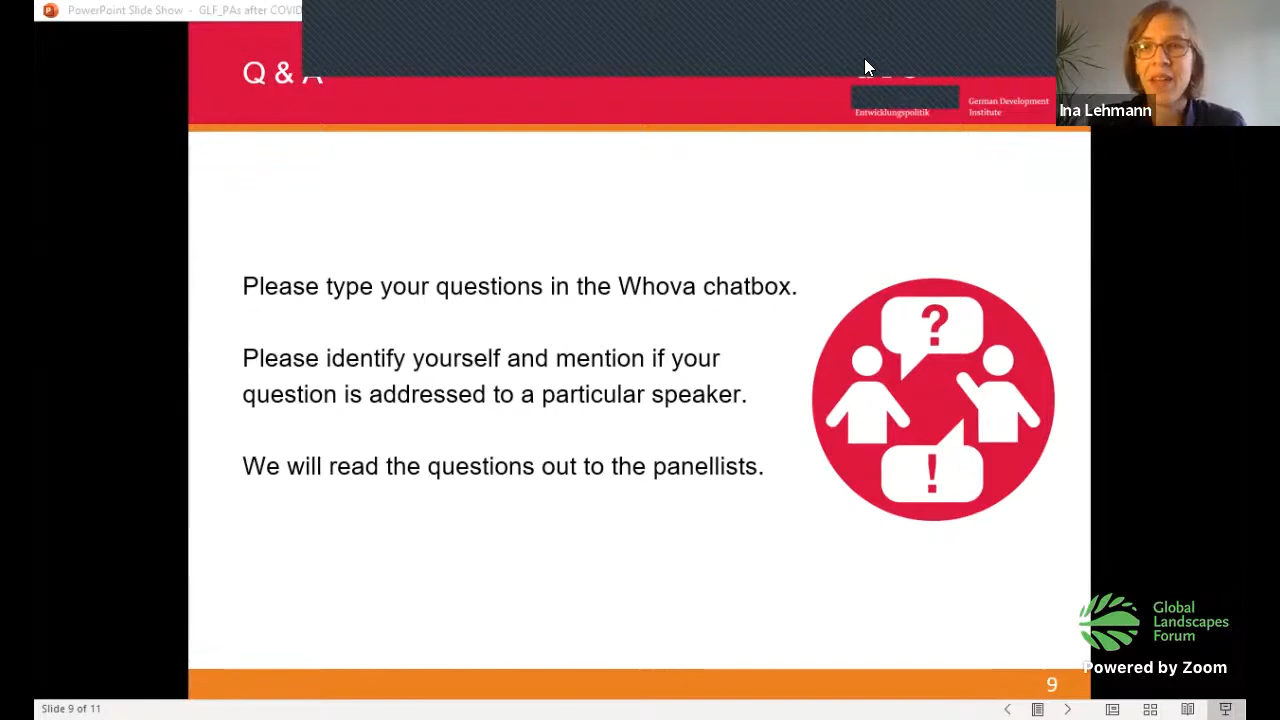 PowerPoint Slide Show - GLF_PAs after COVID
Q & A
Entwicklungspolitik
German Development
Institute
Ina Lehmann
Please type your questions in the Whova chatbox.
Please identify yourself and mention if your
question is addressed to a particular speaker.
We will read the questions out to the panellists.
?
!
Global
Landscapes
Forum
Powered by Zoom
9
Slide 9 of 11